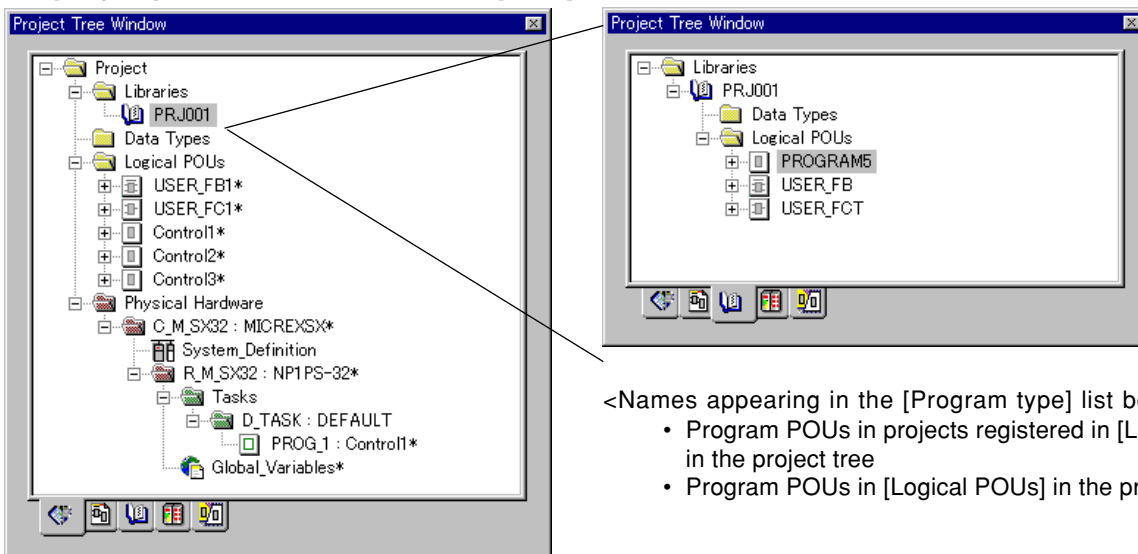 Project Tree Window
Project
Libraries
PRJ001
Data Types
Logical POUs
USER_FB1*
USER_FC1*
Control1*
Control2*
Control3*
Physical Hardware
C_M_SX32 : MICREXSX*
System_Definition
R_M_SX32 : NP1PS-32*
Tasks
D_TASK : DEFAULT
PROG_1 : Control1*
Global_Variables*
Project Tree Window
Libraries
PRJ001
Data Types
Logical POUs
PROGRAM5
USER_FB
USER_FCT
<Names appearing in the [Program type] list
• Program POUs in projects registered in
in the project tree
• Program POUs in [Logical POUs] in the